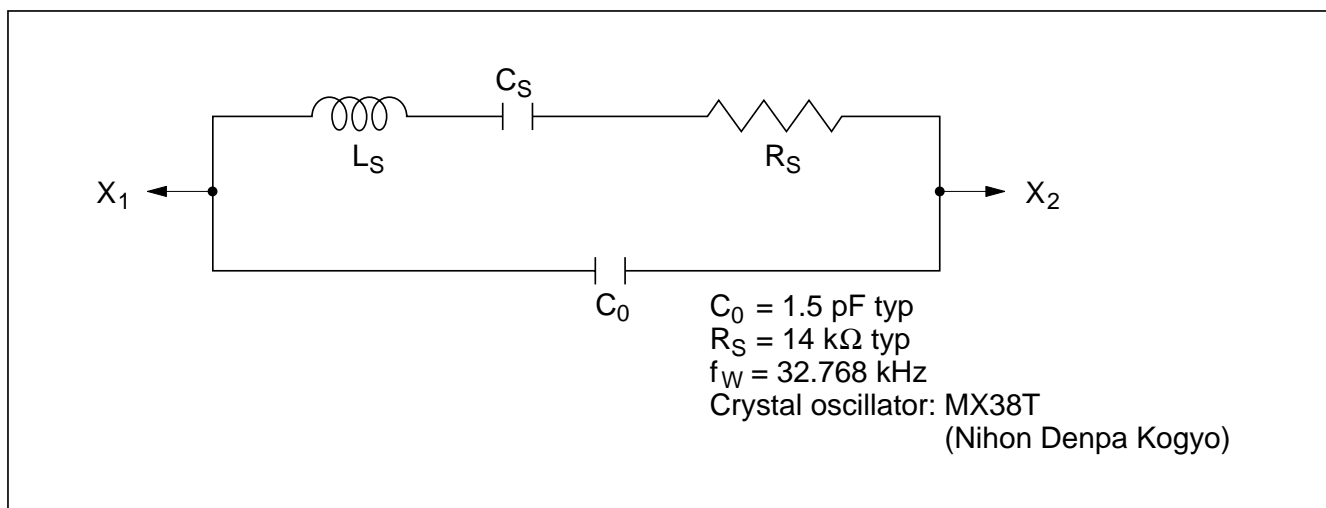 C_S
L_S
R_S
X_1
X_2
C_0
C_0 = 1.5 pF typ
R_S = 14 kΩ typ
f_W = 32.768 kHz
Crystal oscillator: MX38T
(Nihon Denpa Kogyo)